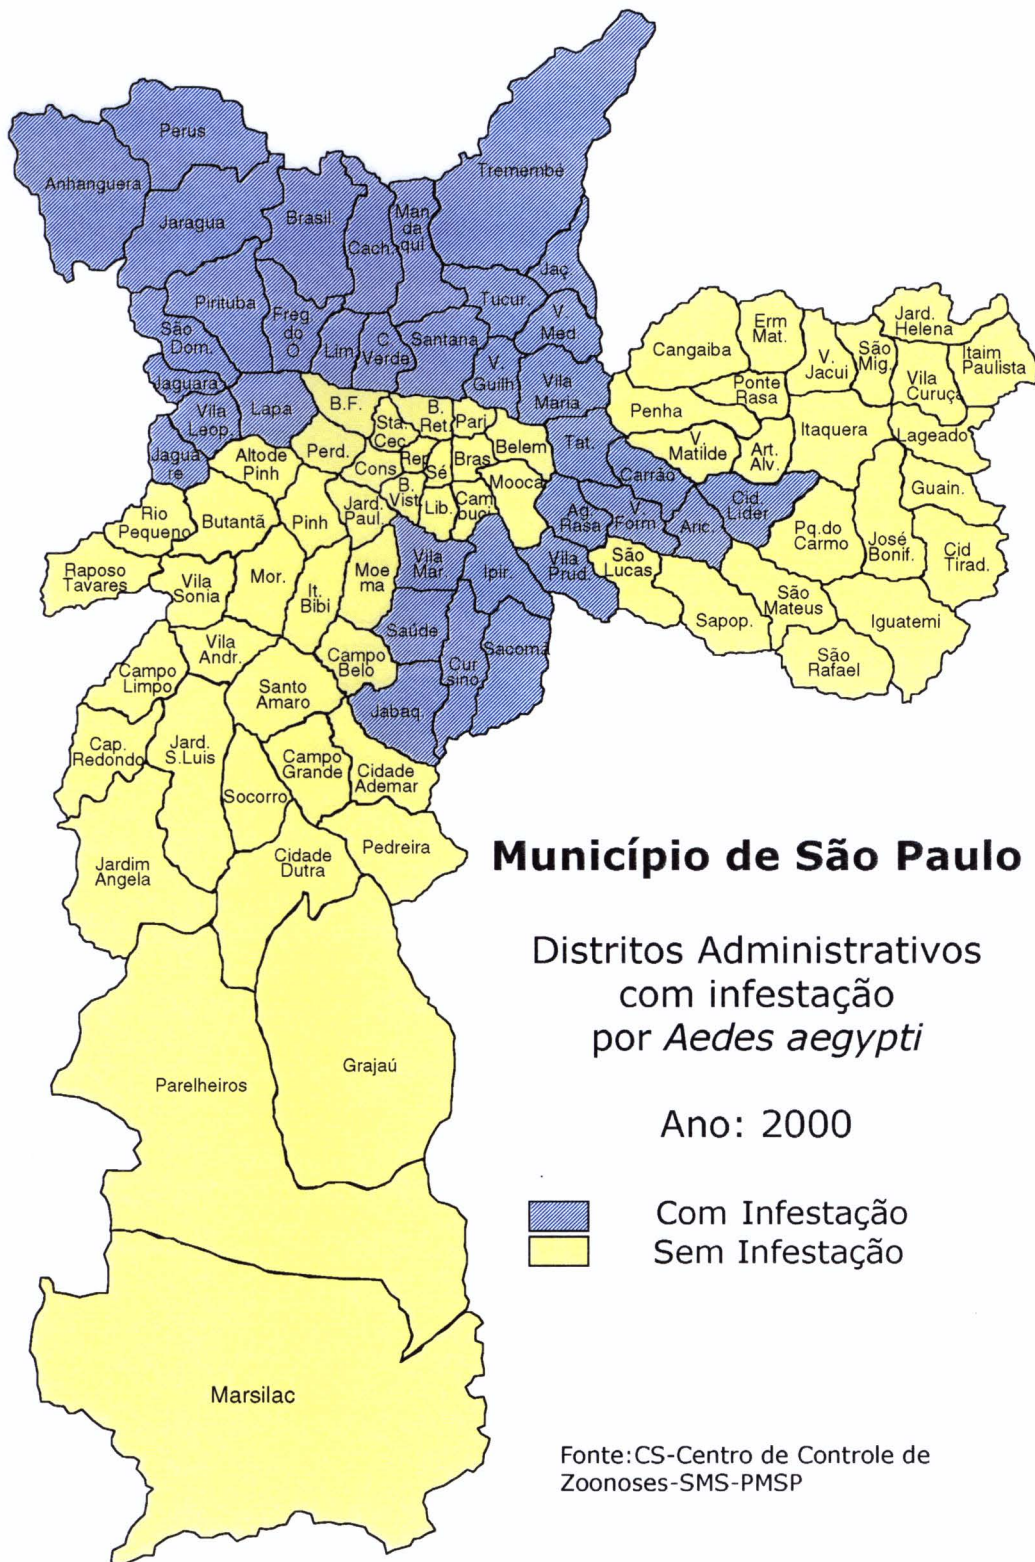 Perus
Anhanguera
Tremembé
Jaragua
Brasil.
Cach.
Man
da
qui
Jaç.
Pirituba
Freg.
do
Ó
Tucur.
V.
Med
São
Dom.
Lim.
C.
Verde
Santana
V.
Guilh
Vila
Maria
Jaguara
Vila
Leop.
Lapa
Jagua
re
B.F.
Sta.
Cec.
B.
Ret.
Pari
Perd.
Cons.
Rep
Sé
Bras
Belem
Tat.
Alto de
Pinh
Jard.
Paul.
B.
Vist
Lib.
Cam
buci
Mooca
Carrão
Cid.
Lider
Ag.
Rasa
V.
Form.
Aric.
Rio
Pequeno
Butantã
Pinh
Raposo
Tavares
Vila
Sonia
Mor.
It.
Bibi
Moe
ma
Vila
Mar.
Ipir.
Vila
Prud.
São
Lucas
Saúde
Cur
sino
Sacomã
Jabaq.
Campo
Belo
Vila
Andr.
Campo
Limpo
Santo
Amaro
Cap.
Redondo
Jard.
S.Luis
Socorro
Campo
Grande
Cidade
Ademar
Jardim
Angela
Cidade
Dutra
Pedreira
Cangaiba
Erm
Mat.
V.
Jacui
São
Mig.
Jard.
Helena
Itaim
Paulista
Vila
Curuça
Ponte
Rasa
Penha
V.
Matilde
Art.
Alv.
Itaquera
Lageado
Guain.
Pq.do
Carmo
José
Bonif.
Cid
Tirad.
Sapop.
São
Mateus
Iguatemi
São
Rafael
Grajaú
Parelheiros
Marsilac
Município de São Paulo
Distritos Administrativos
com infestação
por Aedes aegypti
Ano: 2000
Com Infestação
Sem Infestação
Fonte:CS-Centro de Controle de
Zoonoses-SMS-PMSP